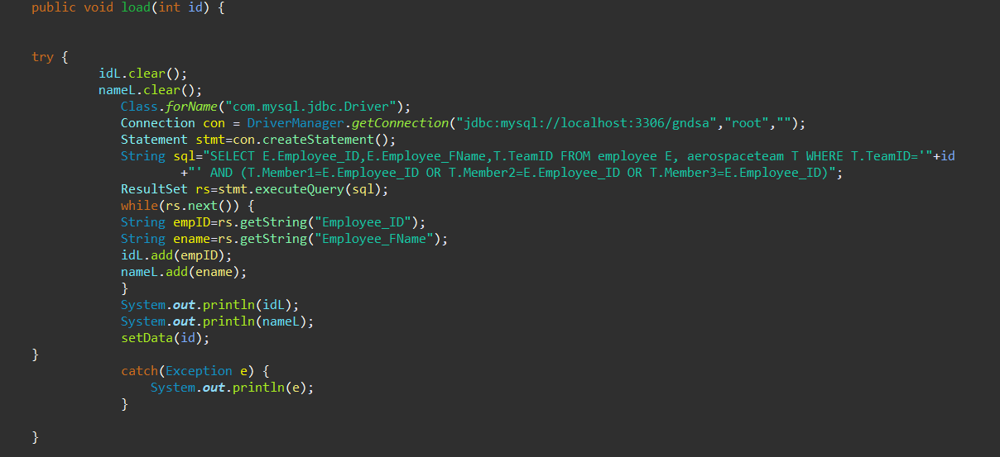 public void load(int id) {
try {
idL.clear();
nameL.clear();
Class.forName("com.mysql.jdbc.Driver");
Connection con = DriverManager.getConnection("jdbc:mysql://localhost:3306/gndsa","root","");
Statement stmt=con.createStatement();
String sql="SELECT E.Employee_ID,E.Employee_FName,T.TeamID FROM employee E, aerospaceteam T WHERE T.TeamID='"+id
+"' AND (T.Member1=E.Employee_ID OR T.Member2=E.Employee_ID OR T.Member3=E.Employee_ID)";
ResultSet rs=stmt.executeQuery(sql);
while(rs.next()) {
String empID=rs.getString("Employee_ID");
String ename=rs.getString("Employee_FName");
idL.add(empID);
nameL.add(ename);
}
System.out.println(idL);
System.out.println(nameL);
setData(id);
}
catch(Exception e) {
System.out.println(e);
}
}